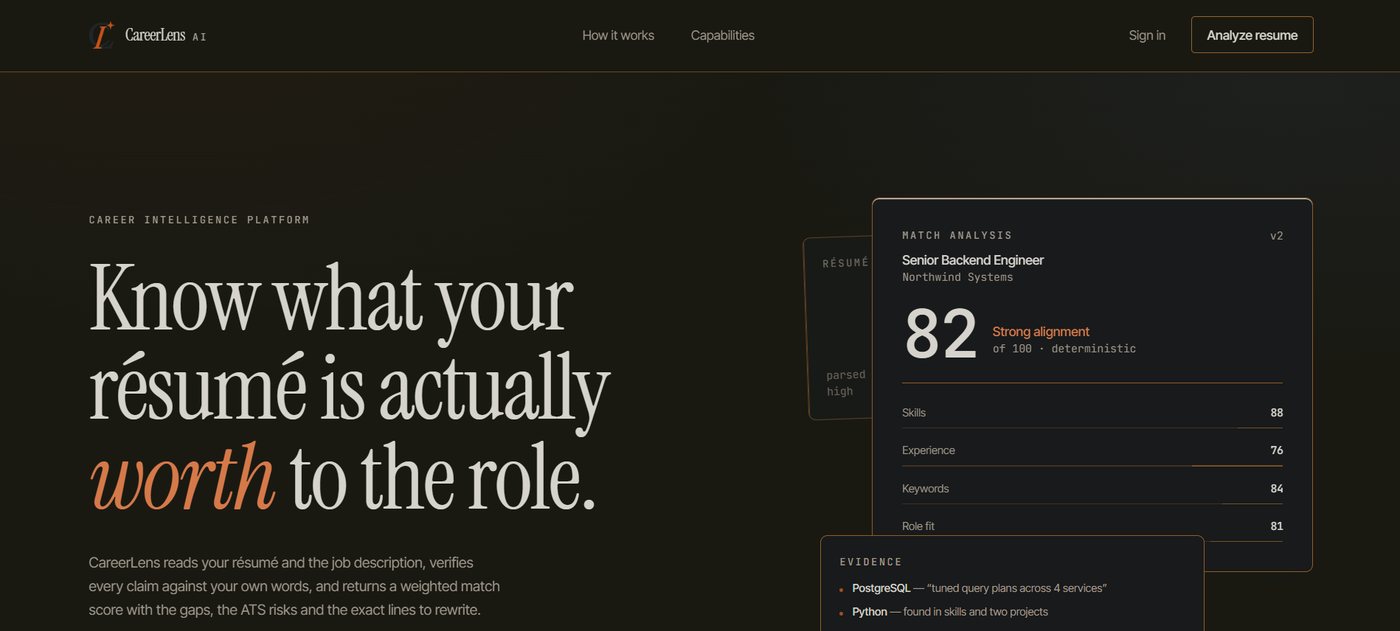 CareerLens AI
How it works
Capabilities
Sign in
Analyze resume
CAREER INTELLIGENCE PLATFORM
Know what your
résumé is actually
worth to the role.
CareerLens reads your résumé and the job description, verifies
every claim against your own words, and returns a weighted match
score with the gaps, the ATS risks and the exact lines to rewrite.
RÉSUMÉ
parsed
high
MATCH ANALYSIS
v2
Senior Backend Engineer
Northwind Systems
82
Strong alignment
of 100 · deterministic
Skills 88
Experience 76
Keywords 84
Role fit 81
EVIDENCE
• PostgreSQL — “tuned query plans across 4 services”
• Python — found in skills and two projects